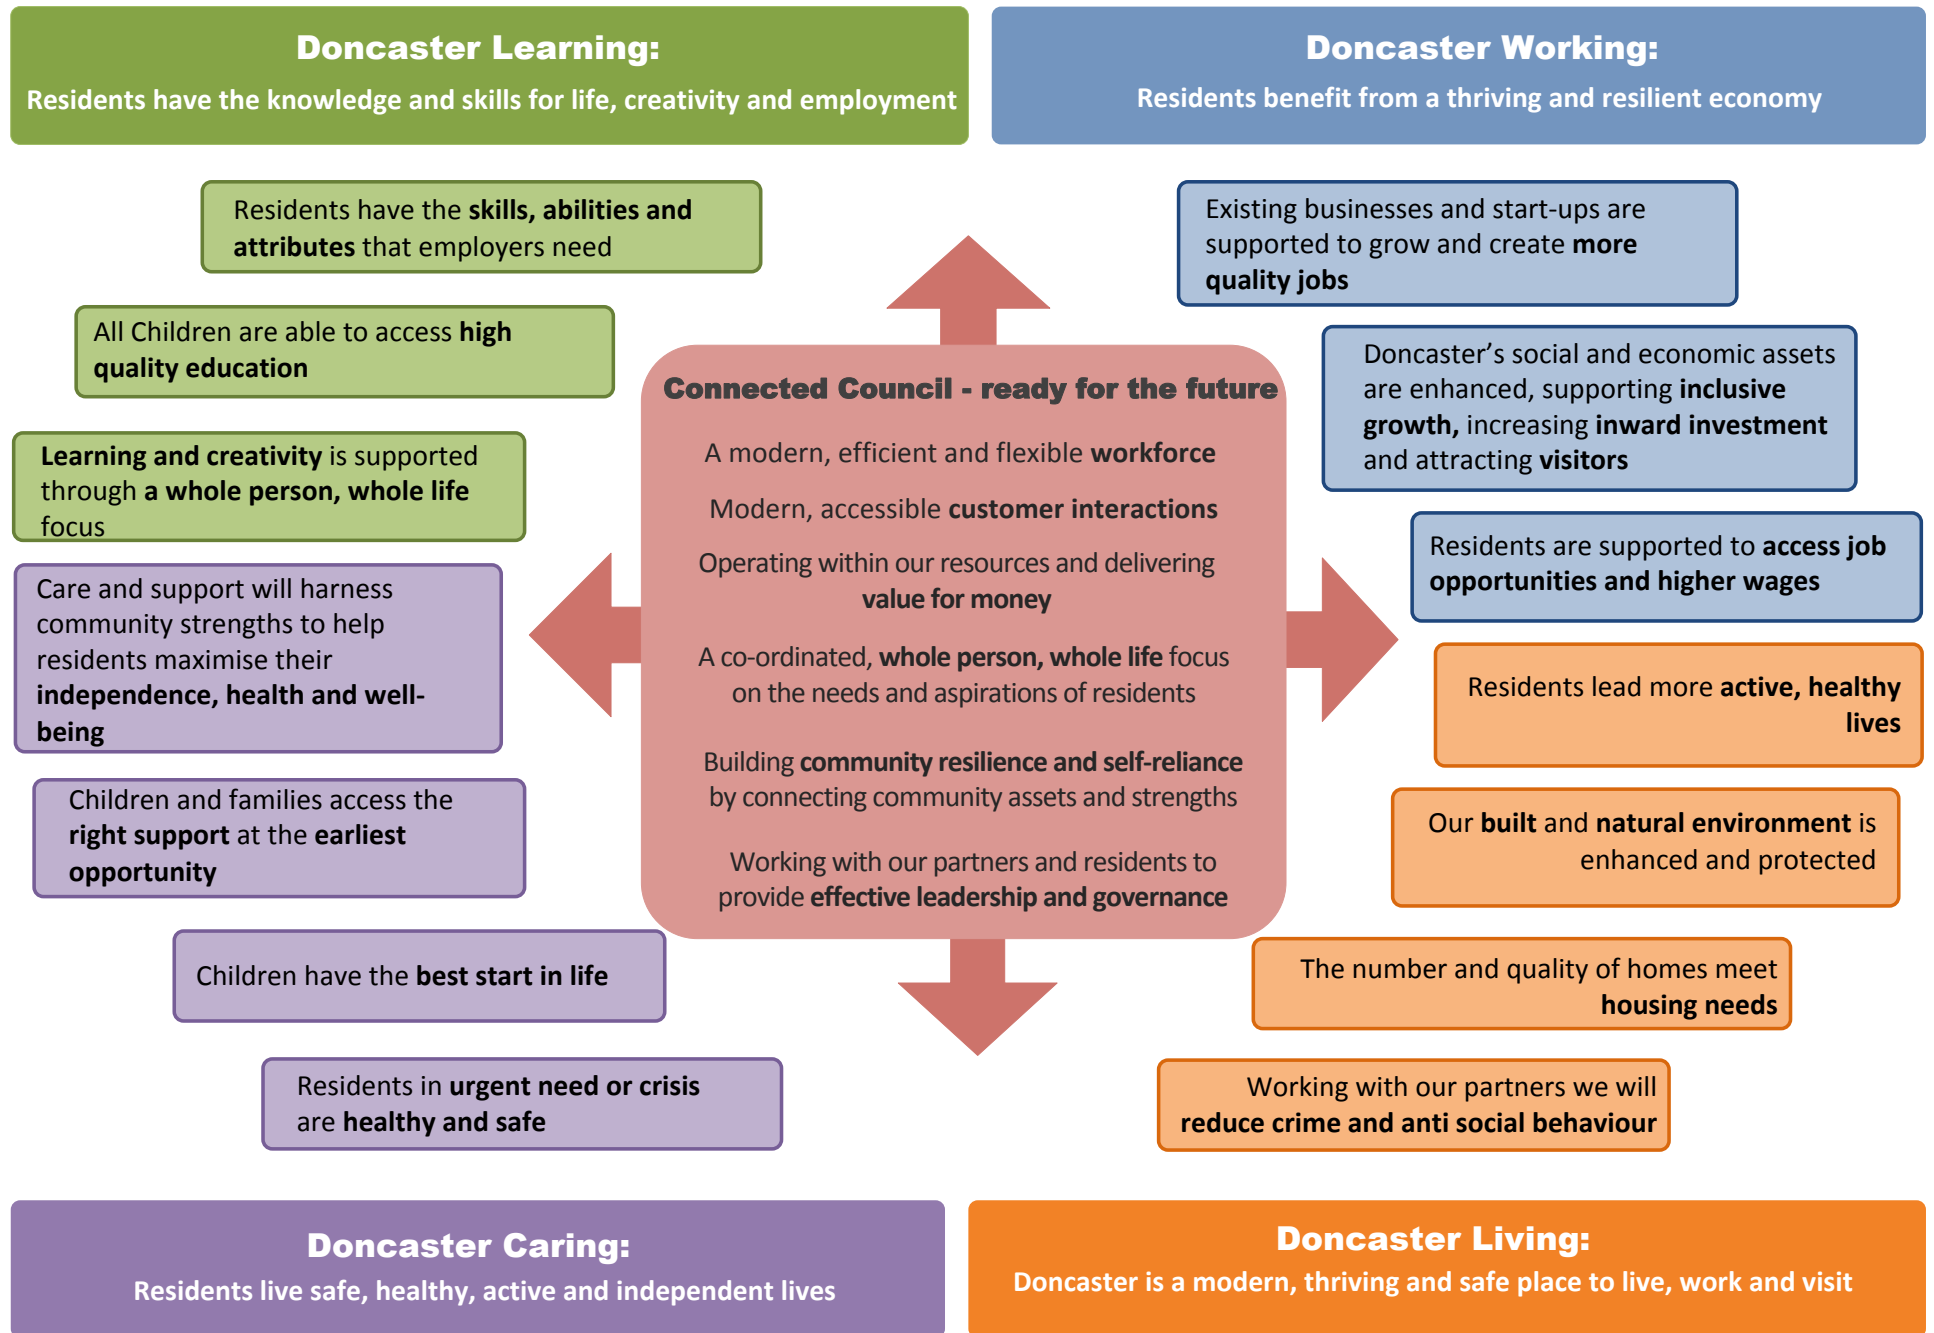 Doncaster Learning:
Residents have the knowledge and skills for life, creativity and employment
Doncaster Working:
Residents benefit from a thriving and resilient economy
Residents have the skills, abilities and
attributes that employers need
All Children are able to access high
quality education
Learning and creativity is supported
through a whole person, whole life
focus
Existing businesses and start-ups are
supported to grow and create more
quality jobs
Doncaster’s social and economic assets
are enhanced, supporting inclusive
growth, increasing inward investment
and attracting visitors
Residents are supported to access job
opportunities and higher wages
Connected Council - ready for the future
A modern, efficient and flexible workforce
Modern, accessible customer interactions
Operating within our resources and delivering
value for money
A co-ordinated, whole person, whole life focus
on the needs and aspirations of residents
Building community resilience and self-reliance
by connecting community assets and strengths
Working with our partners and residents to
provide effective leadership and governance
Care and support will harness
community strengths to help
residents maximise their
independence, health and well-
being
Children and families access the
right support at the earliest
opportunity
Children have the best start in life
Residents in urgent need or crisis
are healthy and safe
Residents lead more active, healthy
lives
Our built and natural environment is
enhanced and protected
The number and quality of homes meet
housing needs
Working with our partners we will
reduce crime and anti social behaviour
Doncaster Caring:
Residents live safe, healthy, active and independent lives
Doncaster Living:
Doncaster is a modern, thriving and safe place to live, work and visit